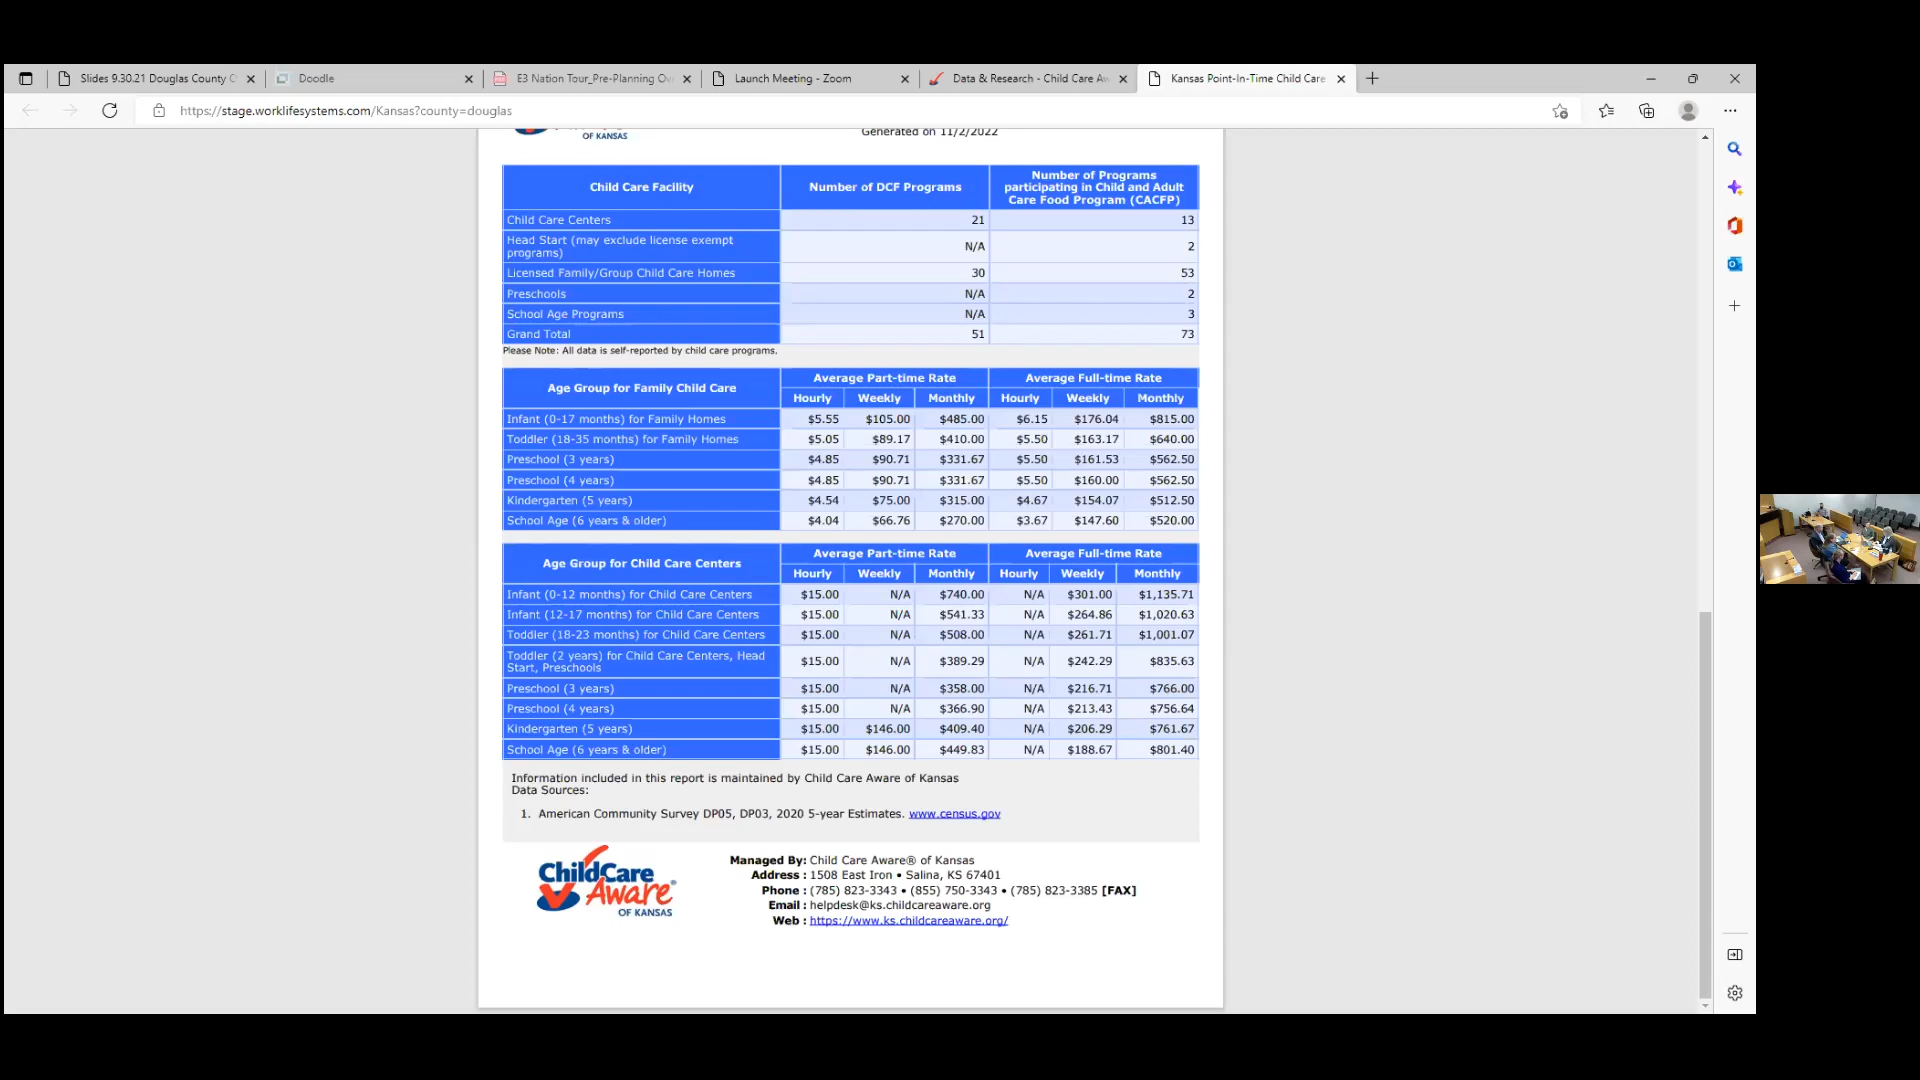 Slides 9.30.21 Douglas County
Doodle
E3 Nation Tour_Pre-Planning Ov
Launch Meeting - Zoom
Data & Research - Child Care Aw
Kansas Point-In-Time Child Care
https://stage.worklifesystems.com/Kansas?county=douglas
OF KANSAS
Generated on 11/2/2022
Child Care Facility Number of DCF Programs Number of Programs participating in Child and Adult Care Food Program (CACFP)
Child Care Centers 21 13
Head Start (may exclude license exempt programs) N/A 2
Licensed Family/Group Child Care Homes 30 53
Preschools N/A 2
School Age Programs N/A 3
Grand Total 51 73
Please Note: All data is self-reported by child care programs.
Age Group for Family Child Care Average Part-time Rate Average Full-time Rate
Hourly Weekly Monthly Hourly Weekly Monthly
Infant (0-17 months) for Family Homes $5.55 $105.00 $485.00 $6.15 $176.04 $815.00
Toddler (18-35 months) for Family Homes $5.05 $89.17 $410.00 $5.50 $163.17 $640.00
Preschool (3 years) $4.85 $90.71 $331.67 $5.50 $161.53 $562.50
Preschool (4 years) $4.85 $90.71 $331.67 $5.50 $160.00 $562.50
Kindergarten (5 years) $4.54 $75.00 $315.00 $4.67 $154.07 $512.50
School Age (6 years & older) $4.04 $66.76 $270.00 $3.67 $147.60 $520.00
Age Group for Child Care Centers Average Part-time Rate Average Full-time Rate
Hourly Weekly Monthly Hourly Weekly Monthly
Infant (0-12 months) for Child Care Centers $15.00 N/A $740.00 N/A $301.00 $1,135.71
Infant (12-17 months) for Child Care Centers $15.00 N/A $541.33 N/A $264.86 $1,020.63
Toddler (18-23 months) for Child Care Centers $15.00 N/A $508.00 N/A $261.71 $1,001.07
Toddler (2 years) for Child Care Centers, Head Start, Preschools $15.00 N/A $389.29 N/A $242.29 $835.63
Preschool (3 years) $15.00 N/A $358.00 N/A $216.71 $766.00
Preschool (4 years) $15.00 N/A $366.90 N/A $213.43 $756.64
Kindergarten (5 years) $15.00 $146.00 $409.40 N/A $206.29 $761.67
School Age (6 years & older) $15.00 $146.00 $449.83 N/A $188.67 $801.40
Information included in this report is maintained by Child Care Aware of Kansas
Data Sources:
1. American Community Survey DP05, DP03, 2020 5-year Estimates. www.census.gov
ChildCare
Aware®
OF KANSAS
Managed By: Child Care Aware® of Kansas
Address : 1508 East Iron • Salina, KS 67401
Phone : (785) 823-3343 • (855) 750-3343 • (785) 823-3385 [FAX]
Email : helpdesk@ks.childcareaware.org
Web : https://www.ks.childcareaware.org/